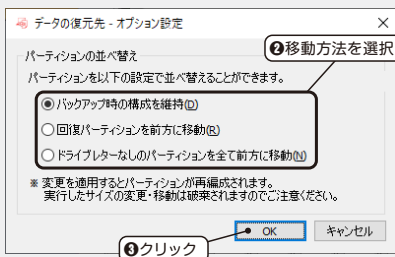 データの復元先 - オプション設定
❷移動方法を選択
パーティションの並べ替え
パーティションを以下の設定で並べ替えることができます。
バックアップ時の構成を維持(D)
回復パーティションを前方に移動(R)
ドライブレターなしのパーティションを全て前方に移動(N)
※ 変更を適用するとパーティションが再編成されます。
実行したサイズの変更・移動は破棄されますのでご注意ください。
OK キャンセル
❸クリック